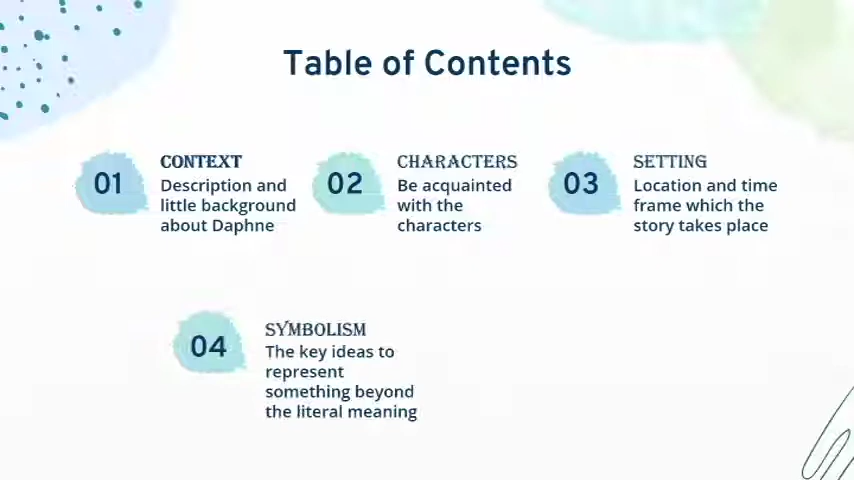 Table of Contents
01
CONTEXT
Description and
little background
about Daphne
02
CHARACTERS
Be acquainted
with the
characters
03
SETTING
Location and time
frame which the
story takes place
04
SYMBOLISM
The key ideas to
represent
something beyond
the literal meaning